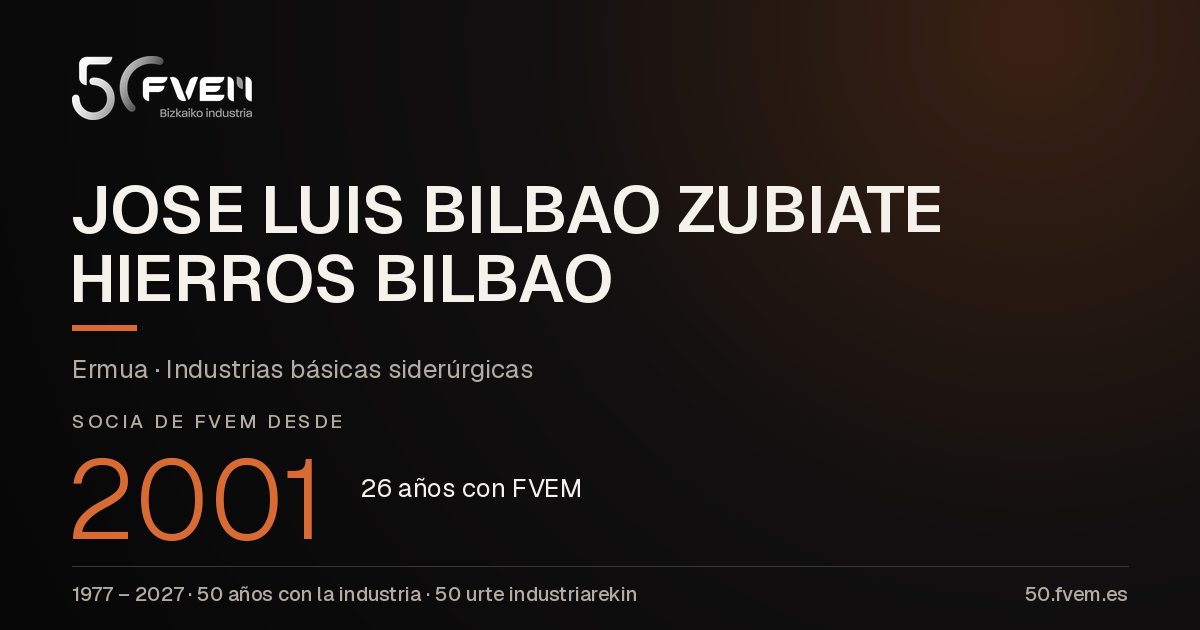 50 FVEM
Bizkaiko industria
JOSE LUIS BILBAO ZUBIATE
HIERROS BILBAO
Ermua · Industrias básicas siderúrgicas
SOCIA DE FVEM DESDE
2001
26 años con FVEM
1977 – 2027 · 50 años con la industria · 50 urte industriarekin
50.fvem.es